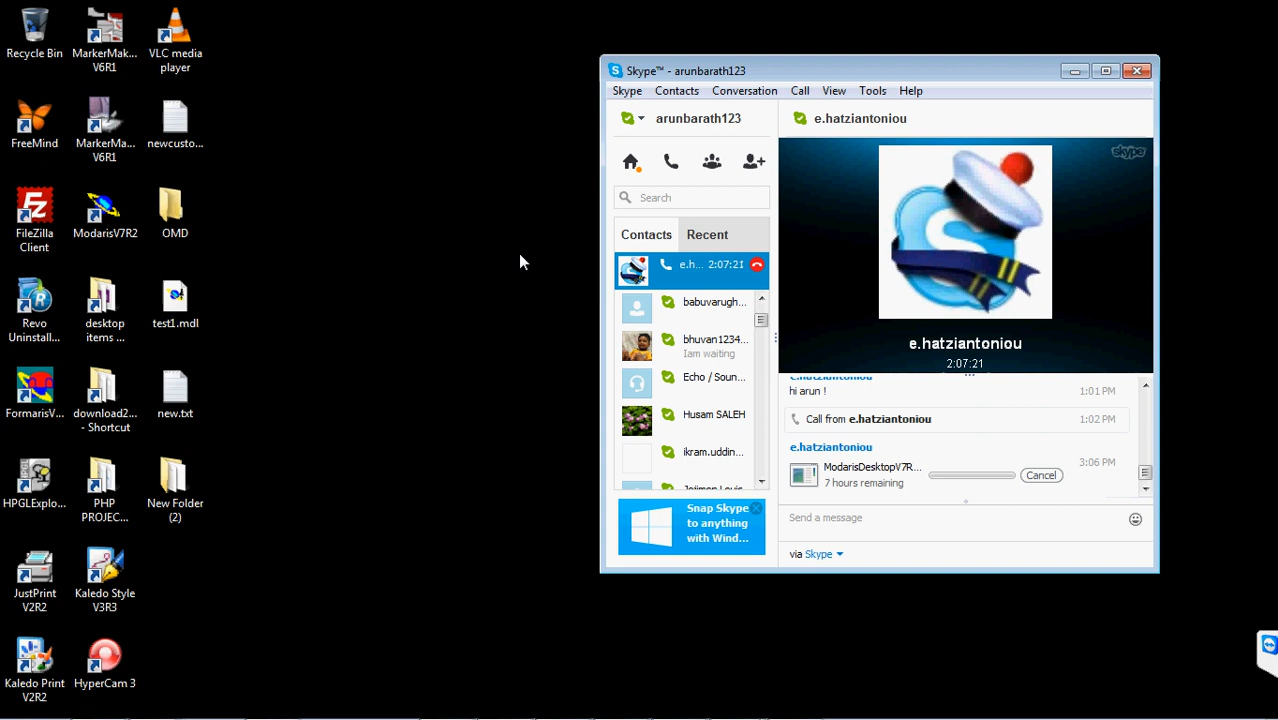 Recycle Bin
MarkerMak...
V6R1
VLC media
player
FreeMind
MarkerMa...
V6R1
newcusto...
FileZilla
Client
ModarisV7R2
OMD
Revo
Uninstall...
desktop
items ...
test1.mdl
FormarisV...
download2...
- Shortcut
new.txt
HPGLExplo...
PHP
PROJEC...
New Folder
(2)
JustPrint
V2R2
Kaledo Style
V3R3
Kaledo Print
V2R2
HyperCam 3
Skype™ - arunbarath123
Skype Contacts Conversation Call View Tools Help
arunbarath123
Search
Contacts Recent
e.h... 2:07:21
babuvarugh...
bhuvan1234...
Iam waiting
Echo / Soun...
Husam SALEH
ikram.uddin...
Jojimon Louis
Snap Skype
to anything
with Wind...
e.hatziantoniou
skype
e.hatziantoniou
2:07:21
e.hatziantoniou
hi arun ! 1:01 PM
Call from e.hatziantoniou 1:02 PM
e.hatziantoniou
ModarisDesktopV7R... 3:06 PM
7 hours remaining Cancel
Send a message
via Skype